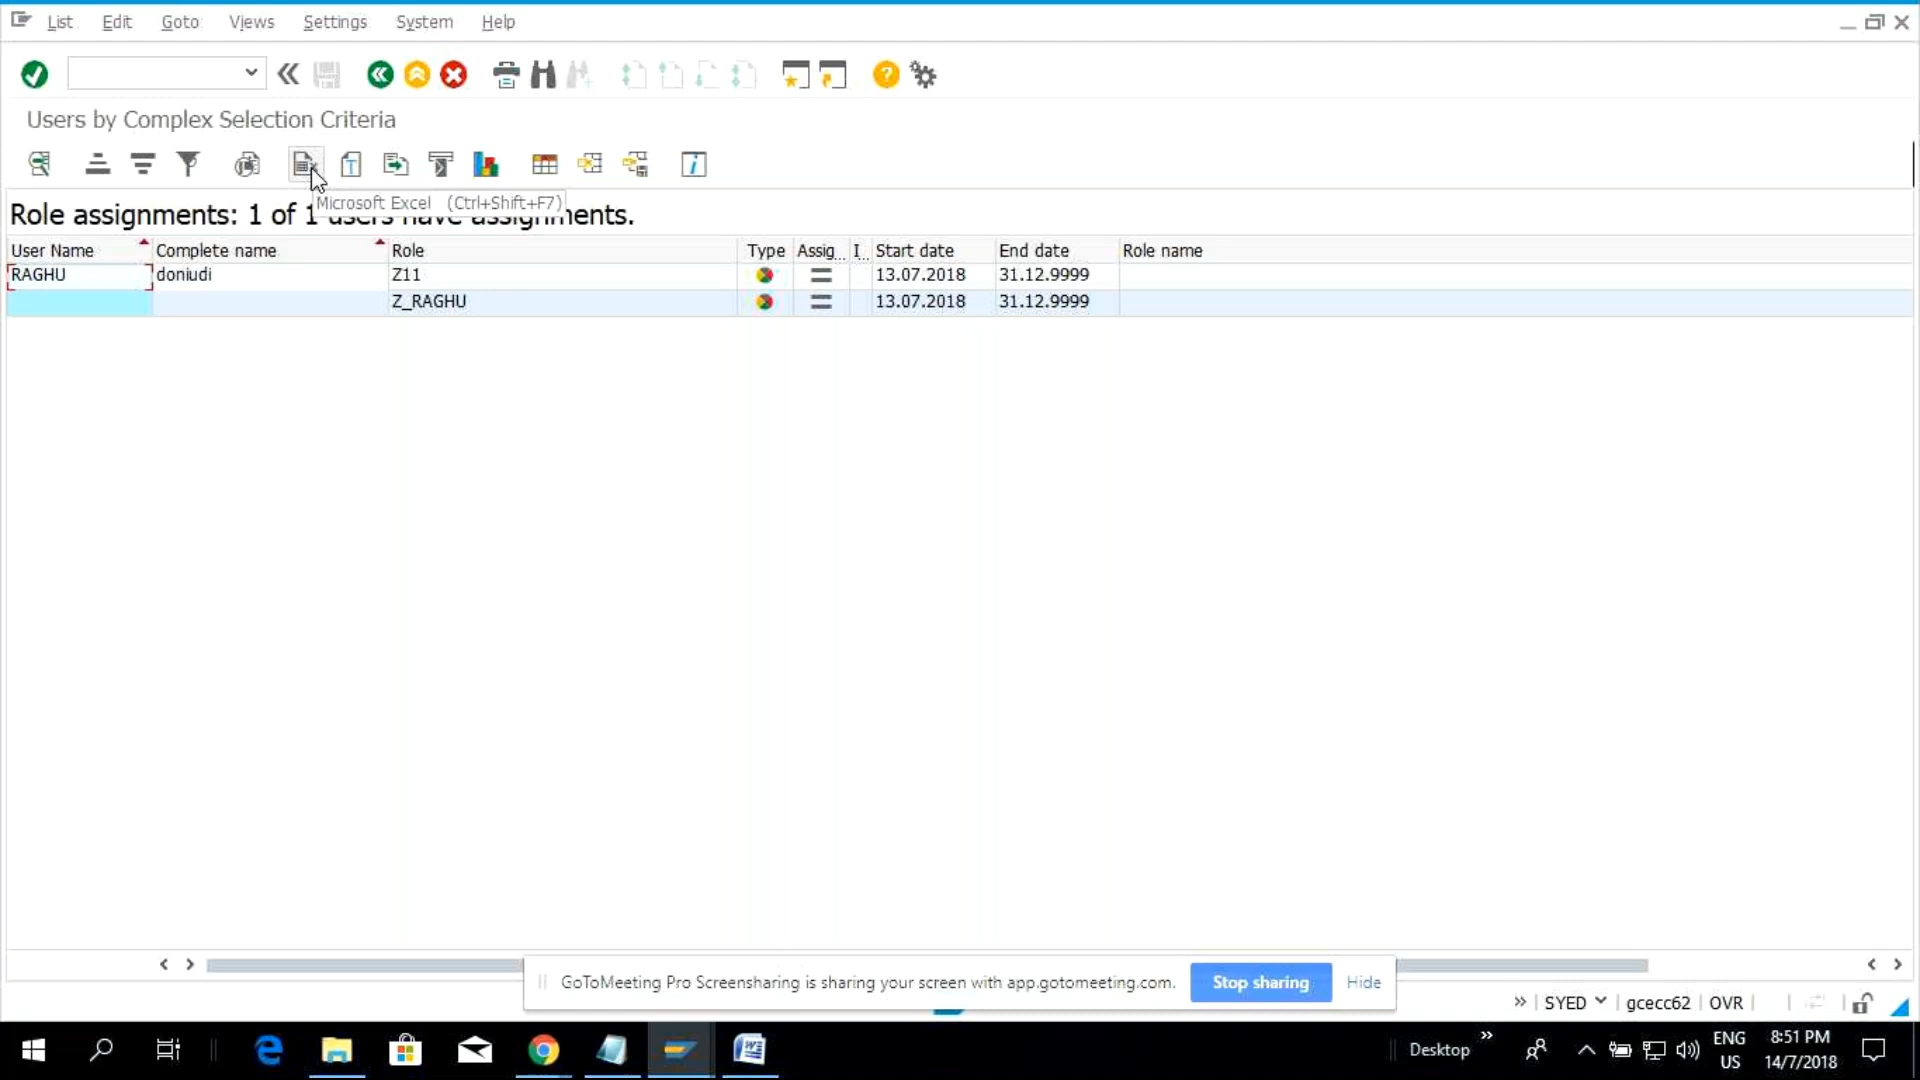 List Edit Goto Views Settings System Help
Users by Complex Selection Criteria
Microsoft Excel (Ctrl+Shift+F7)
Role assignments: 1 of 1 users have assignments.
User Name Complete name Role Type Assig... I.. Start date End date Role name
RAGHU doniudi Z11 13.07.2018 31.12.9999
Z_RAGHU 13.07.2018 31.12.9999
GoToMeeting Pro Screensharing is sharing your screen with app.gotomeeting.com. Stop sharing Hide
SYED gcecc62 OVR
Desktop ENG 8:51 PM
US 14/7/2018